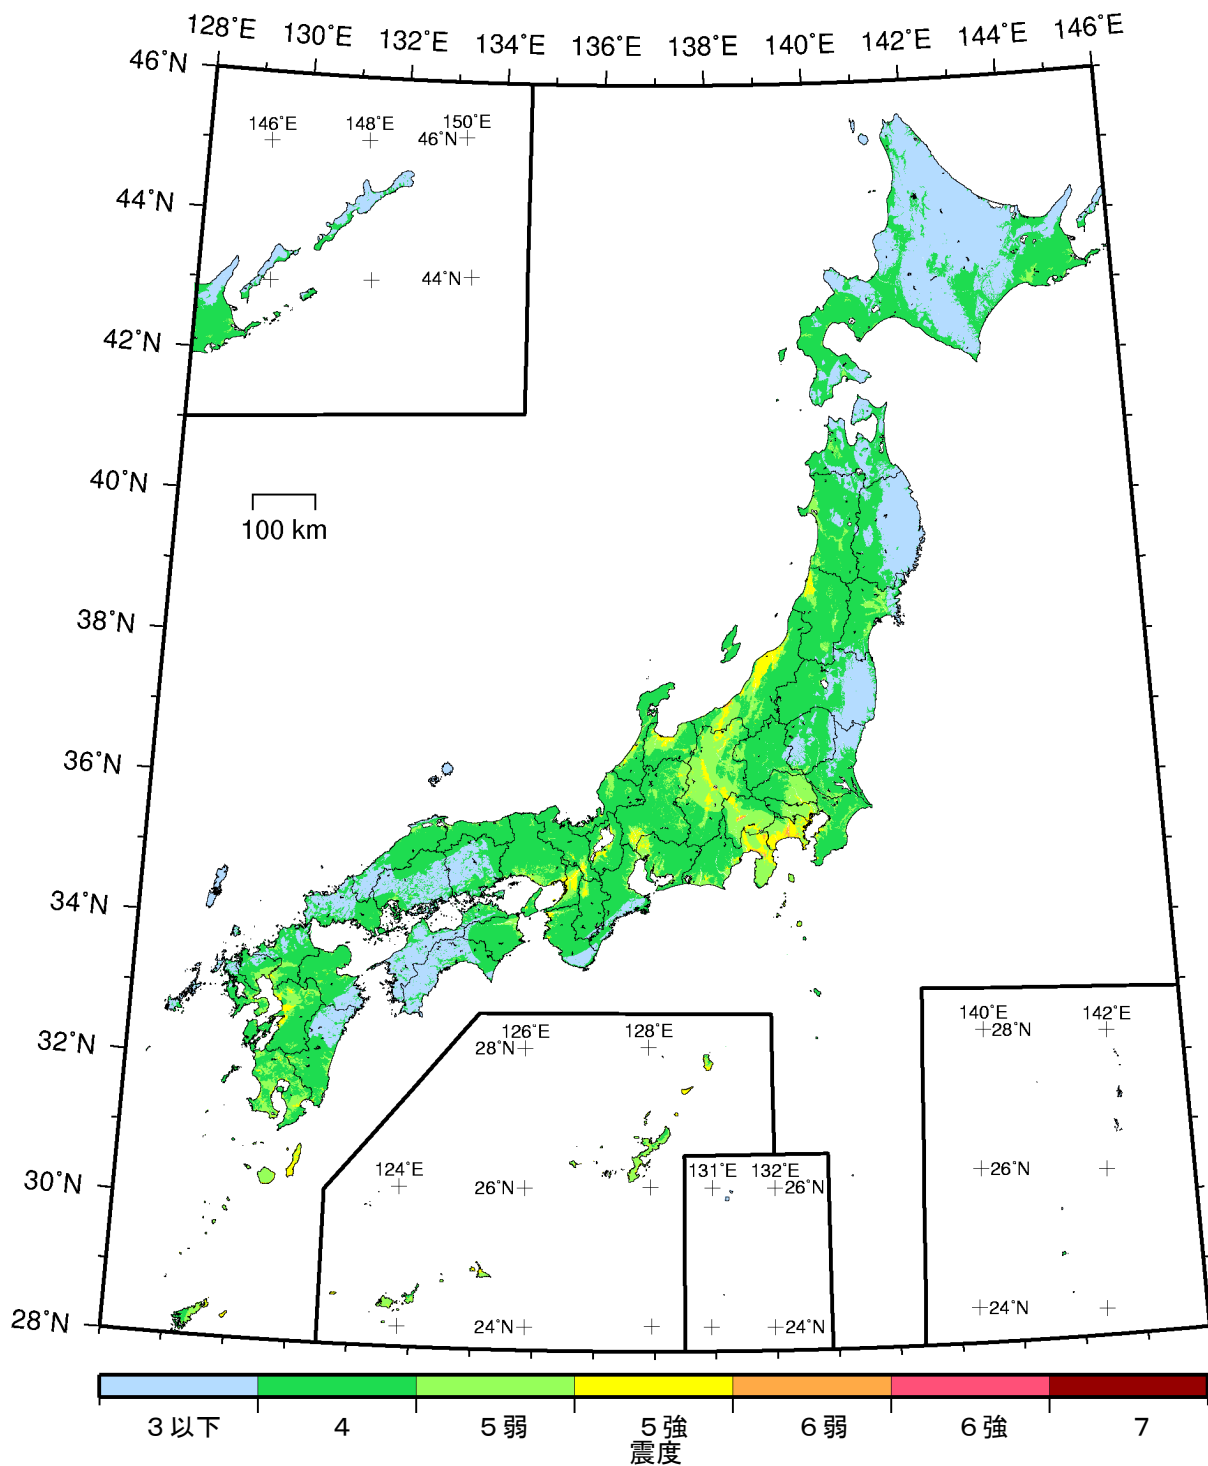 128°E 130°E 132°E 134°E 136°E 138°E 140°E 142°E 144°E 146°E
46°N
146°E 148°E 150°E
46°N
44°N
44°N
42°N
40°N
100 km
38°N
36°N
34°N
32°N
126°E 128°E
28°N
140°E 142°E
28°N
30°N
124°E
26°N
131°E 132°E
26°N
26°N
28°N
24°N
24°N
24°N
3以下 4 5弱 5強 6弱 6強 7
震度